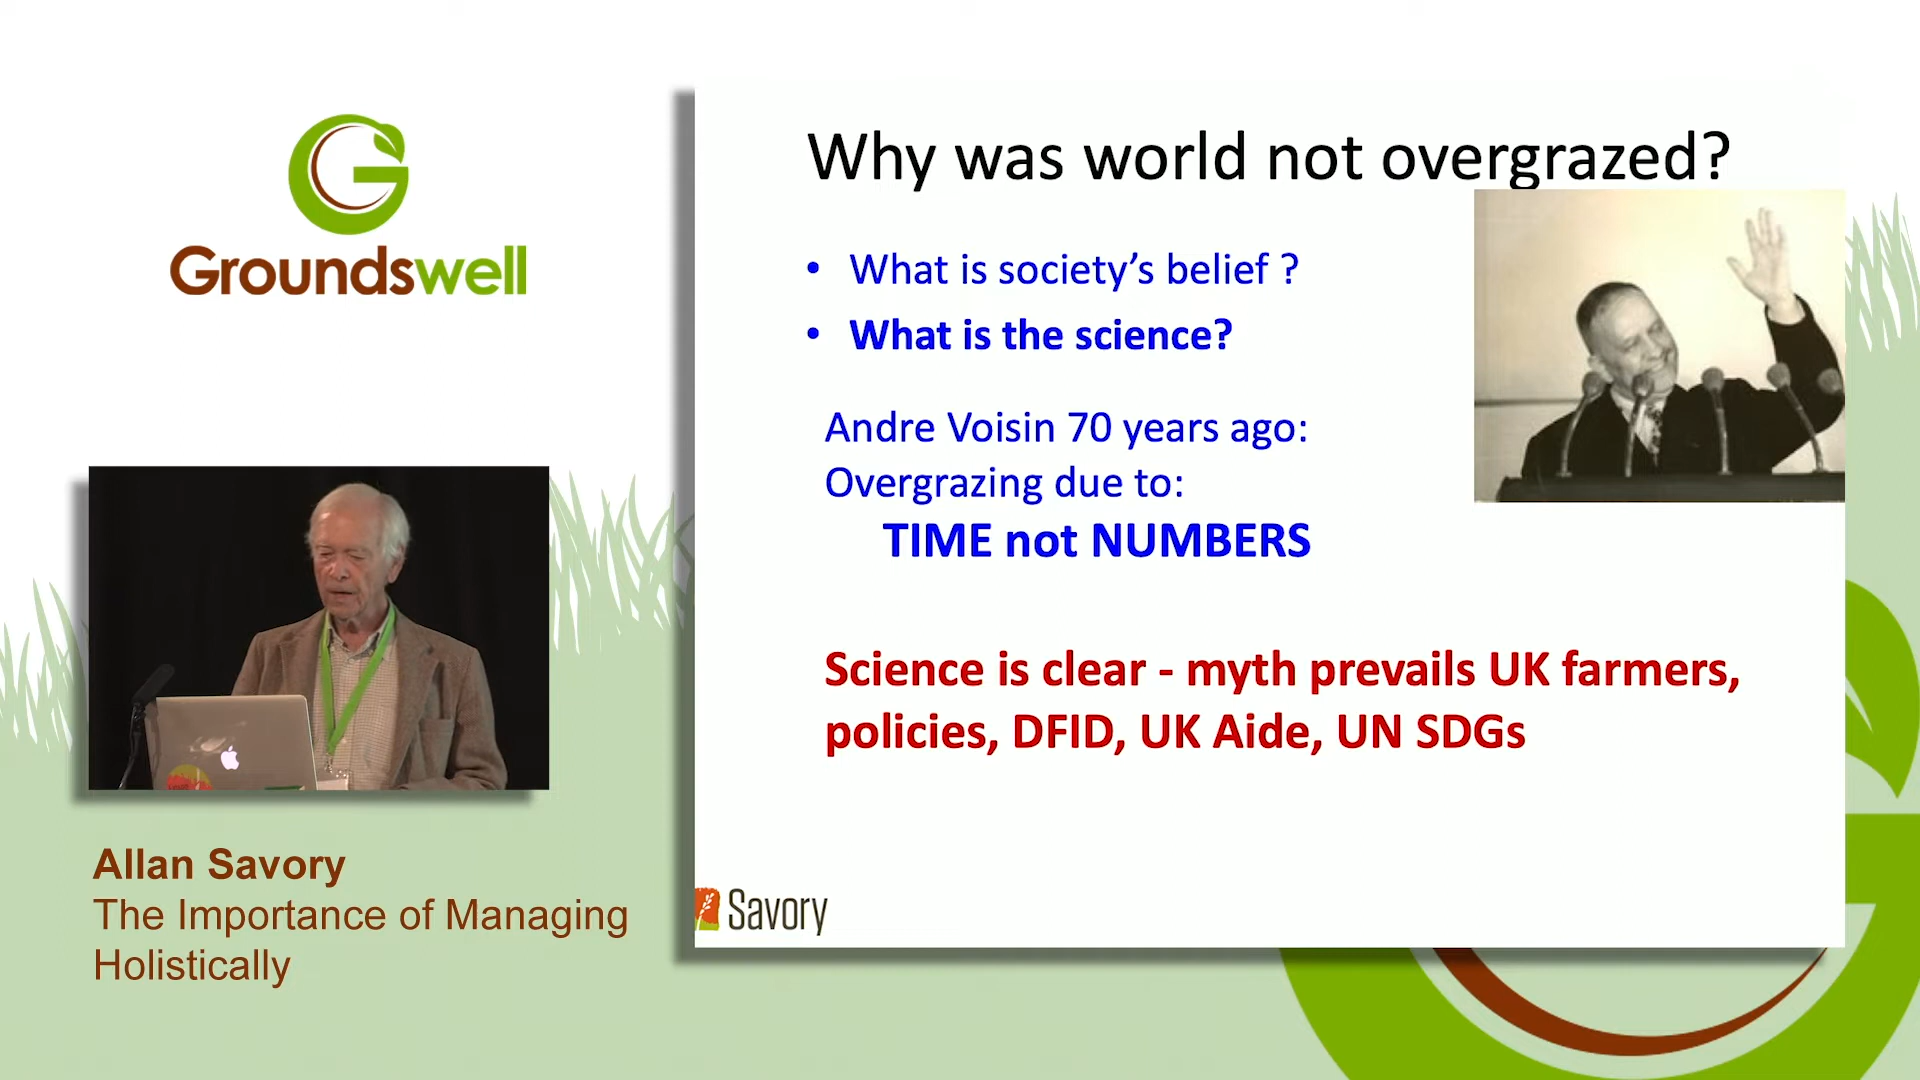 Groundswell
Allan Savory
The Importance of Managing
Holistically
Why was world not overgrazed?
• What is society’s belief ?
• What is the science?
Andre Voisin 70 years ago:
Overgrazing due to:
TIME not NUMBERS
Science is clear - myth prevails UK farmers,
policies, DFID, UK Aide, UN SDGs
Savory